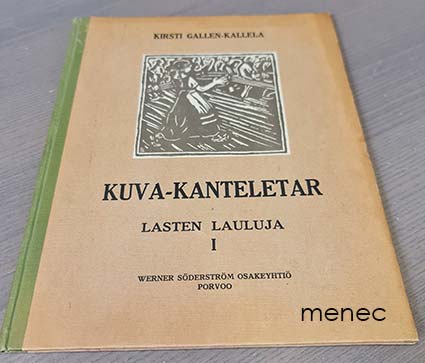 KIRSTI GALLEN-KALLELA
KUVA-KANTELETAR
LASTEN LAULUJA
I
WERNER SÖDERSTRÖM OSAKEYHTIÖ
PORVOO
menec